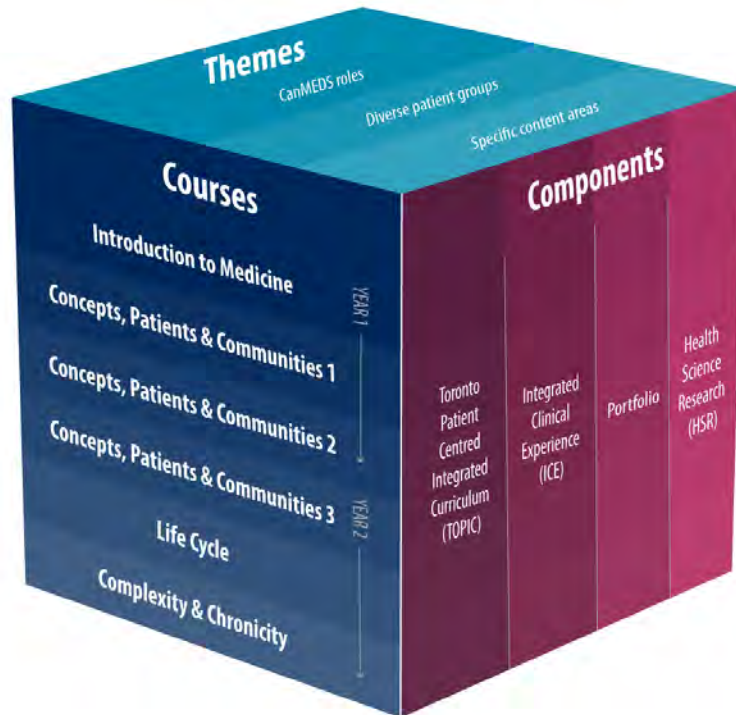 Themes
CanMEDS roles
Diverse patient groups
Specific content areas
Courses
Introduction to Medicine
Concepts, Patients & Communities 1
Concepts, Patients & Communities 2
Concepts, Patients & Communities 3
Life Cycle
Complexity & Chronicity
YEAR 1
YEAR 2
Components
Toronto
Patient
Centred
Integrated
Curriculum
(TOPIC)
Integrated
Clinical
Experience
(ICE)
Portfolio
Health
Science
Research
(HSR)